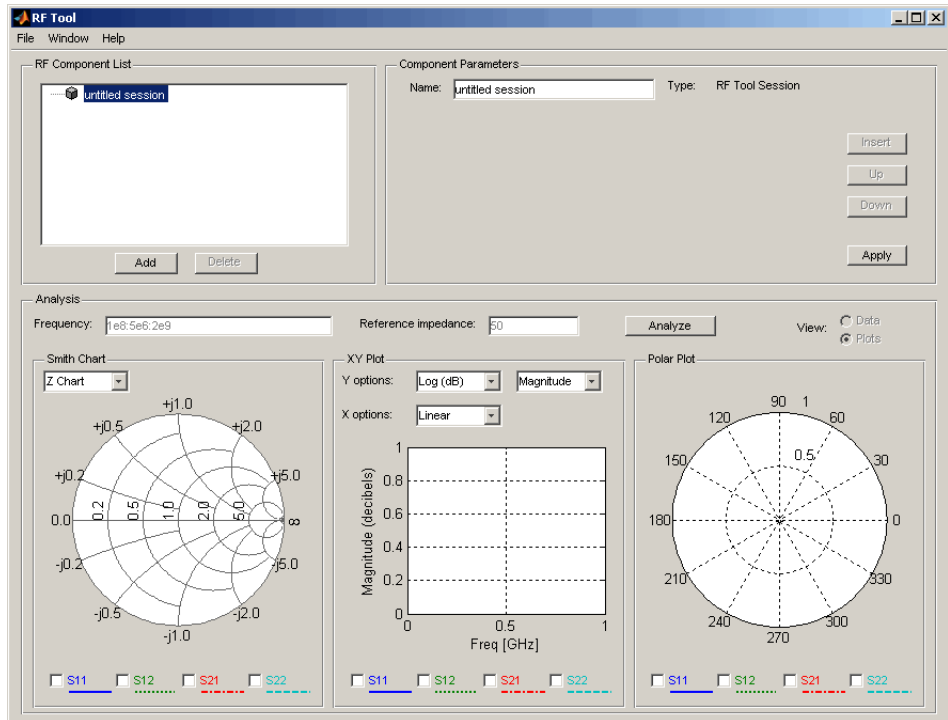 RF Tool
File Window Help
RF Component List
untitled session
Add Delete
Component Parameters
Name: untitled session Type: RF Tool Session
Insert
Up
Down
Apply
Analysis
Frequency: 1e8:5e6:2e9 Reference impedance: 50 Analyze View: Data
Plots
Smith Chart
Z Chart
+j1.0
+j0.5 +j2.0
+j0.2 +j5.0
0.0 0.2 0.5 1.0 2.0 5.0 ∞
-j0.2 -j5.0
-j0.5 -j2.0
-j1.0
S11 S12 S21 S22
XY Plot
Y options: Log (dB) Magnitude
X options: Linear
Magnitude (decibels)
1
0.8
0.6
0.4
0.2
0
0 0.5 1
Freq [GHz]
S11 S12 S21 S22
Polar Plot
90 1
120 60
150 0.5 30
180 0
210 330
240 300
270
S11 S12 S21 S22